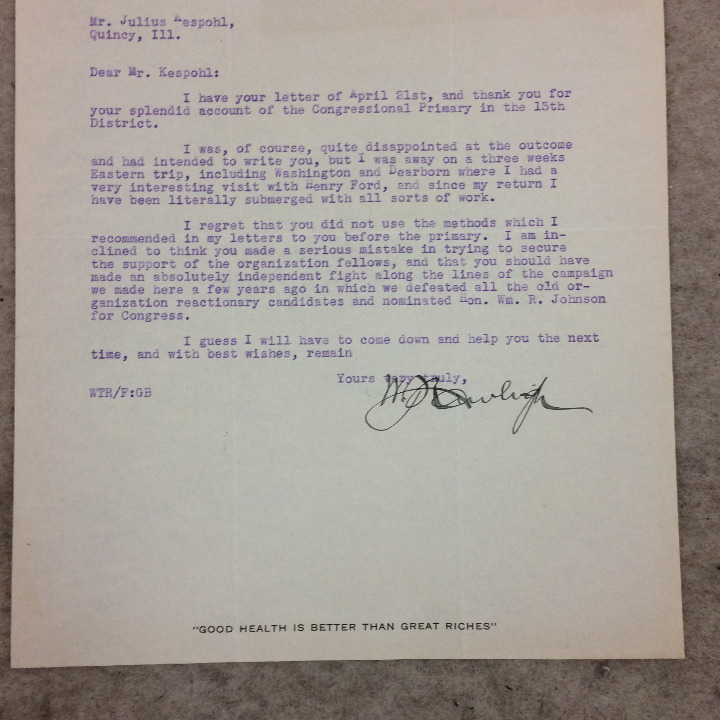 Mr. Julius Kespohl,
Quincy, Ill.
Dear Mr. Kespohl:
I have your letter of April 21st, and thank you for
your splendid account of the Congressional Primary in the 15th
District.
I was, of course, quite disappointed at the outcome
and had intended to write you, but I was away on a three weeks
Eastern trip, including Washington and Dearborn where I had a
very interesting visit with Henry Ford, and since my return I
have been literally submerged with all sorts of work.
I regret that you did not use the methods which I
recommended in my letters to you before the primary. I am in-
clined to think you made a serious mistake in trying to secure
the support of the organization fellows, and that you should have
made an absolutely independent fight along the lines of the campaign
we made here a few years ago in which we defeated all the old or-
ganization reactionary candidates and nominated Hon. Wm. R. Johnson
for Congress.
I guess I will have to come down and help you the next
time, and with best wishes, remain
Yours very truly,
W.T. Rawleigh
WTR/F:GB
"GOOD HEALTH IS BETTER THAN GREAT RICHES"